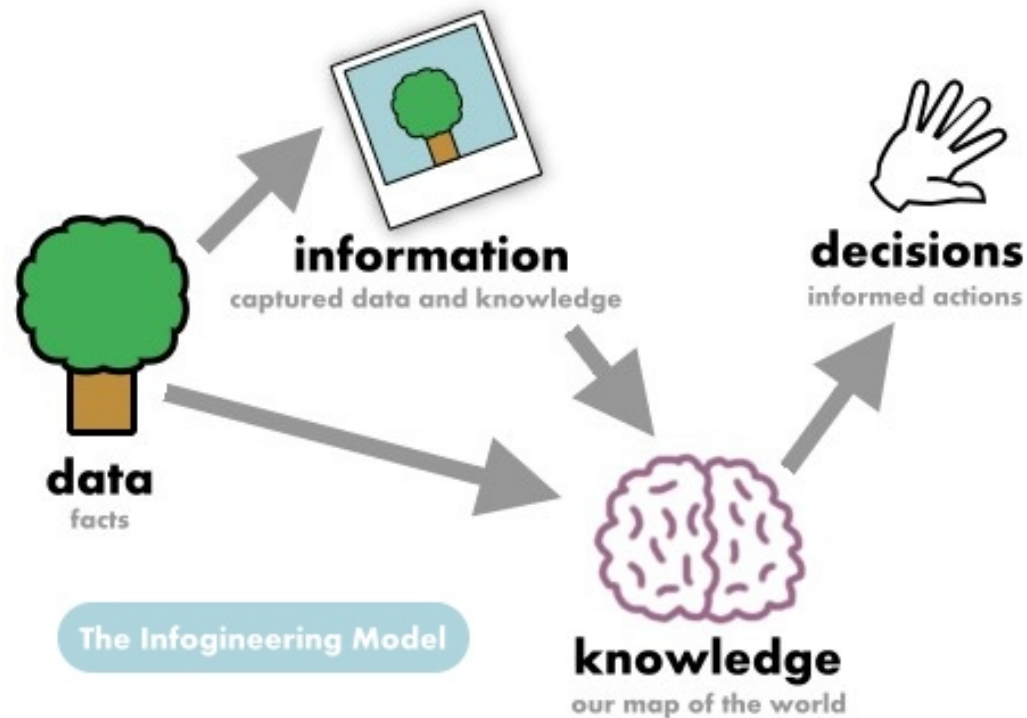 information
captured data and knowledge
decisions
informed actions
data
facts
The Infogineering Model
knowledge
our map of the world